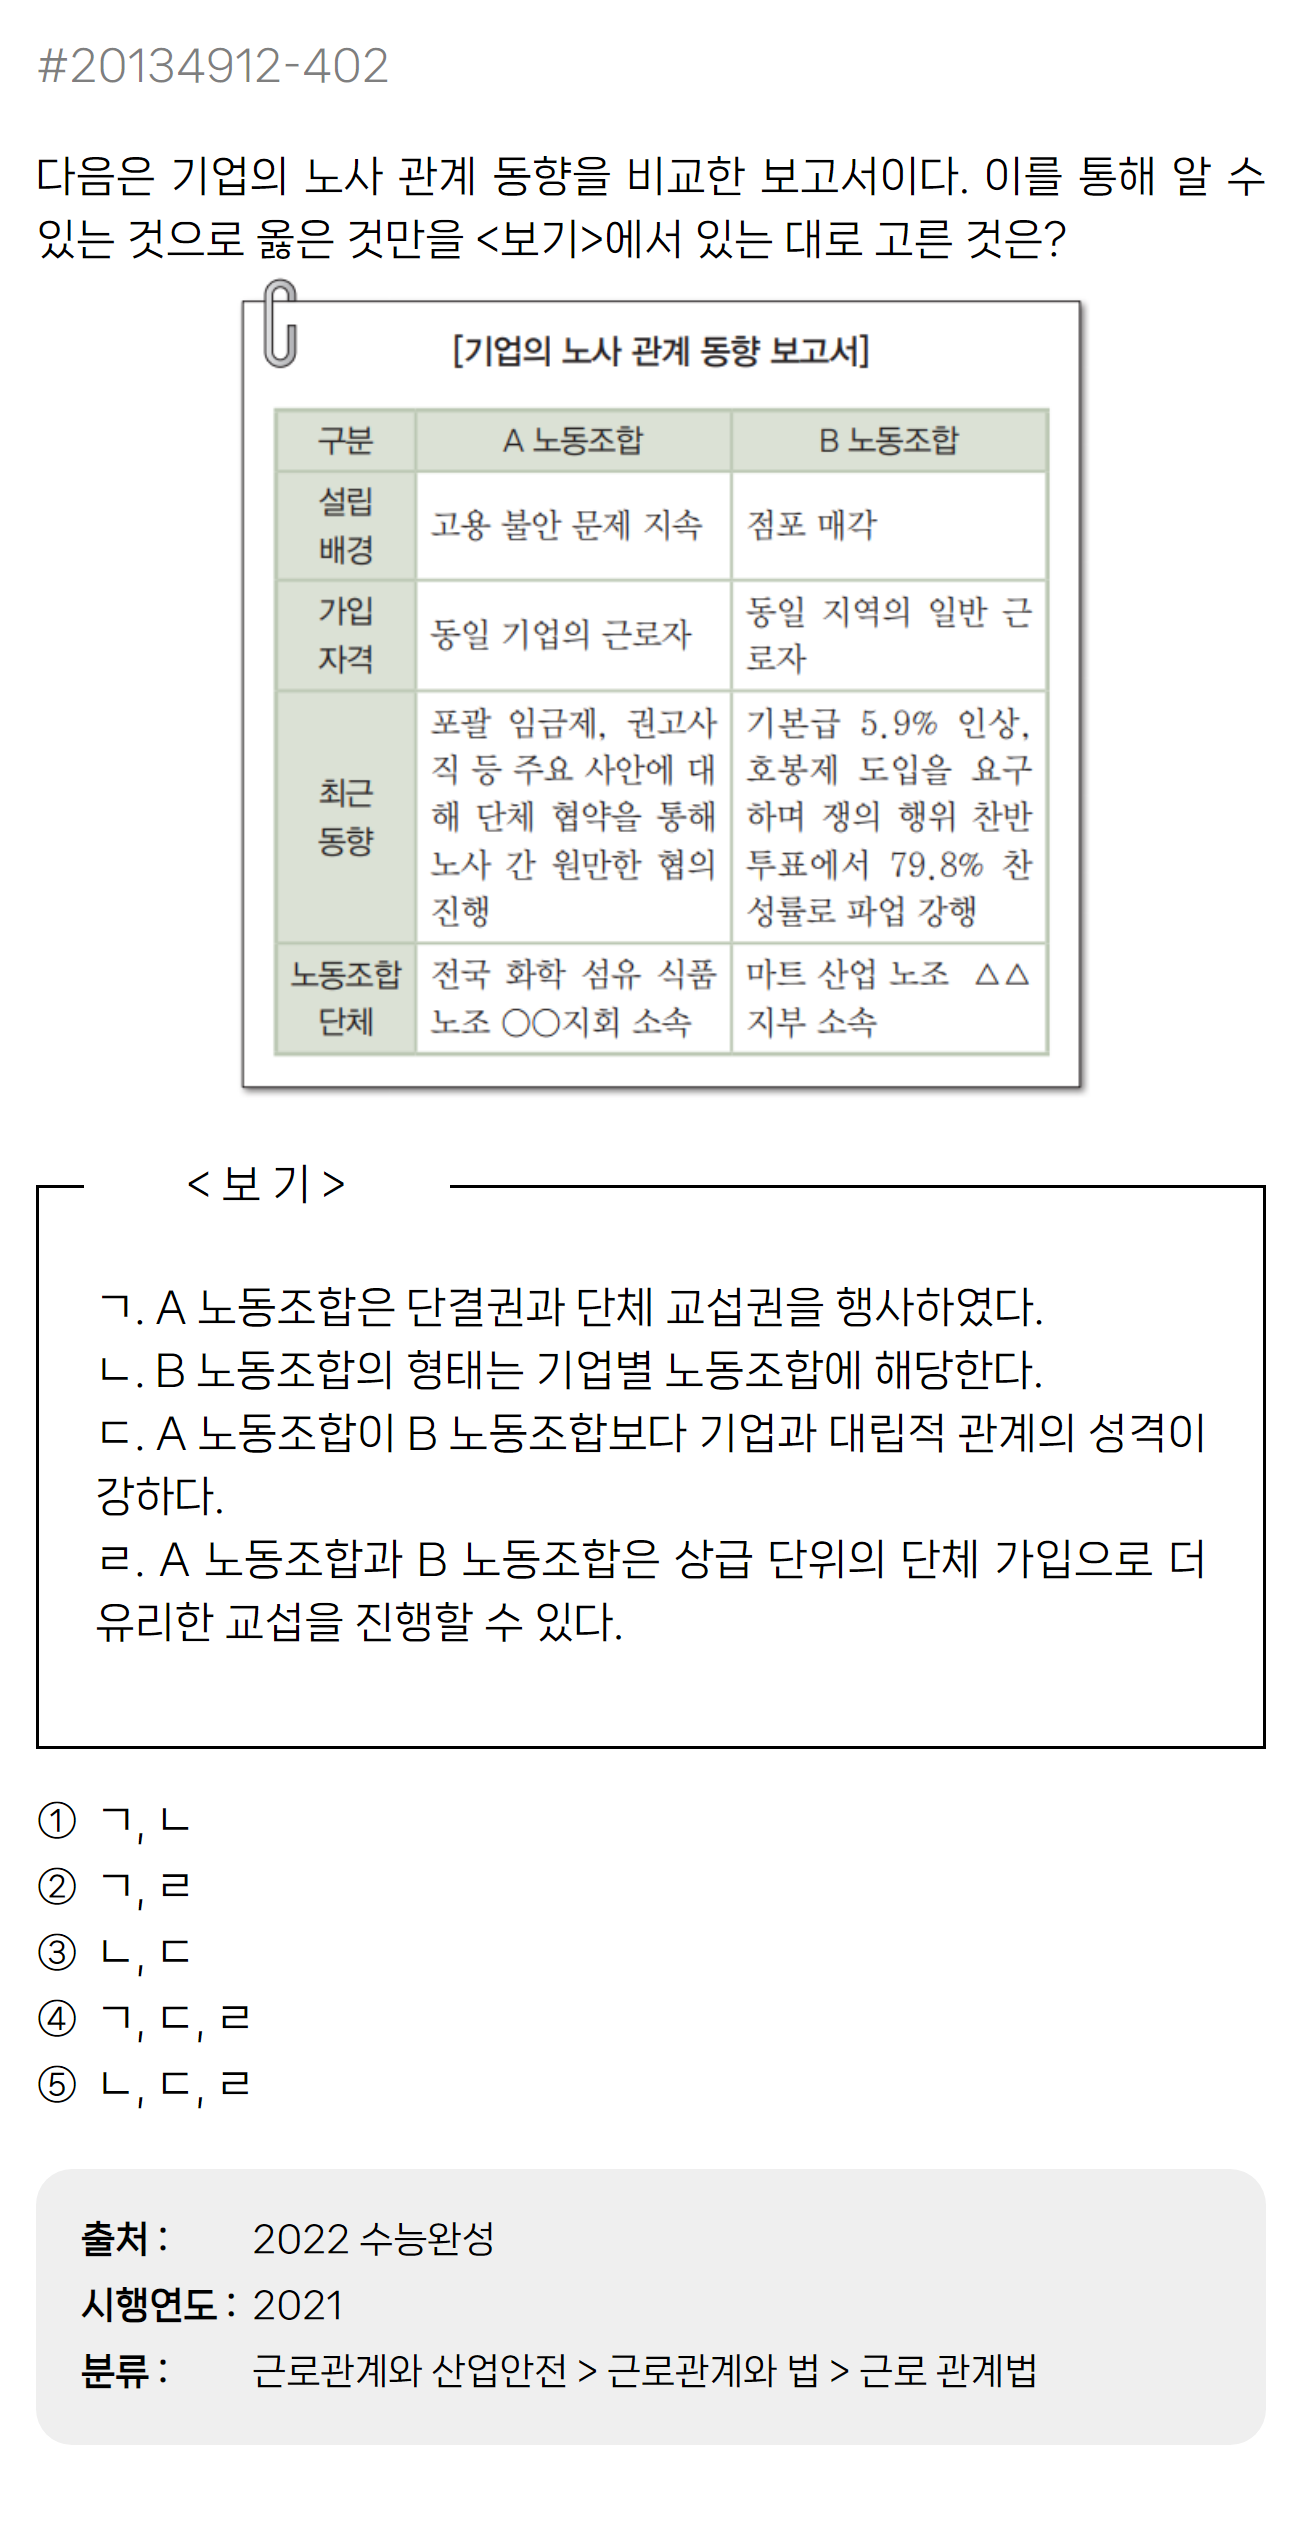 #20134912-402
다음은 기업의 노사 관계 동향을 비교한 보고서이다. 이를 통해 알 수
있는 것으로 옳은 것만을 <보기>에서 있는 대로 고른 것은?
[기업의 노사 관계 동향 보고서]
구분 A 노동조합 B 노동조합
설립
배경
고용 불안 문제 지속
점포 매각
가입
자격
동일 기업의 근로자
동일 지역의 일반 근
로자
최근
동향
포괄 임금제, 권고사
직 등 주요 사안에 대
해 단체 협약을 통해
노사 간 원만한 협의
진행
기본급 5.9% 인상,
호봉제 도입을 요구
하며 쟁의 행위 찬반
투표에서 79.8% 찬
성률로 파업 강행
노동조합
단체
전국 화학 섬유 식품
노조 ○○지회 소속
마트 산업 노조 △△
지부 소속
< 보 기 >
ㄱ. A 노동조합은 단결권과 단체 교섭권을 행사하였다.
ㄴ. B 노동조합의 형태는 기업별 노동조합에 해당한다.
ㄷ. A 노동조합이 B 노동조합보다 기업과 대립적 관계의 성격이
강하다.
ㄹ. A 노동조합과 B 노동조합은 상급 단위의 단체 가입으로 더
유리한 교섭을 진행할 수 있다.
① ㄱ, ㄴ
② ㄱ, ㄹ
③ ㄴ, ㄷ
④ ㄱ, ㄷ, ㄹ
⑤ ㄴ, ㄷ, ㄹ
출처 : 2022 수능완성
시행연도 : 2021
분류 : 근로관계와 산업안전 > 근로관계와 법 > 근로 관계법